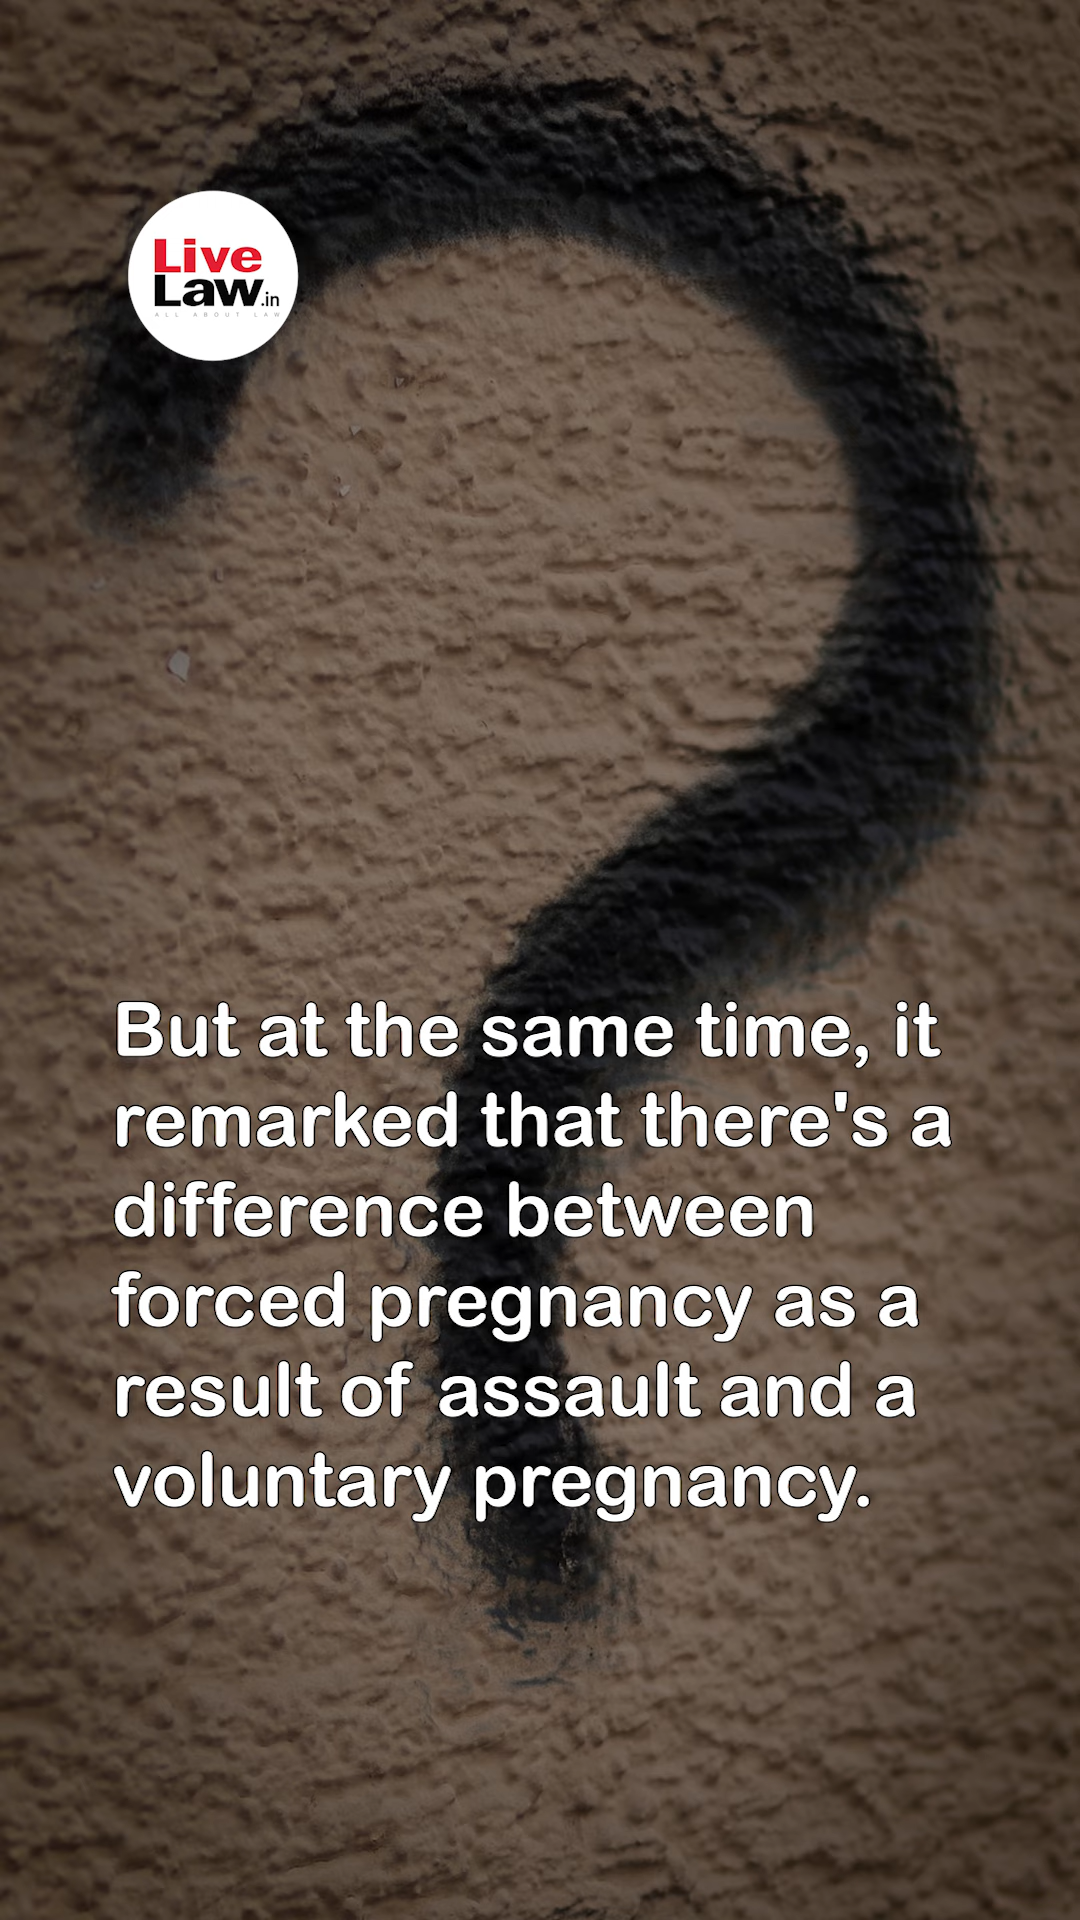 Live
Law.in
ALL ABOUT LAW
But at the same time, it
remarked that there's a
difference between
forced pregnancy as a
result of assault and a
voluntary pregnancy.